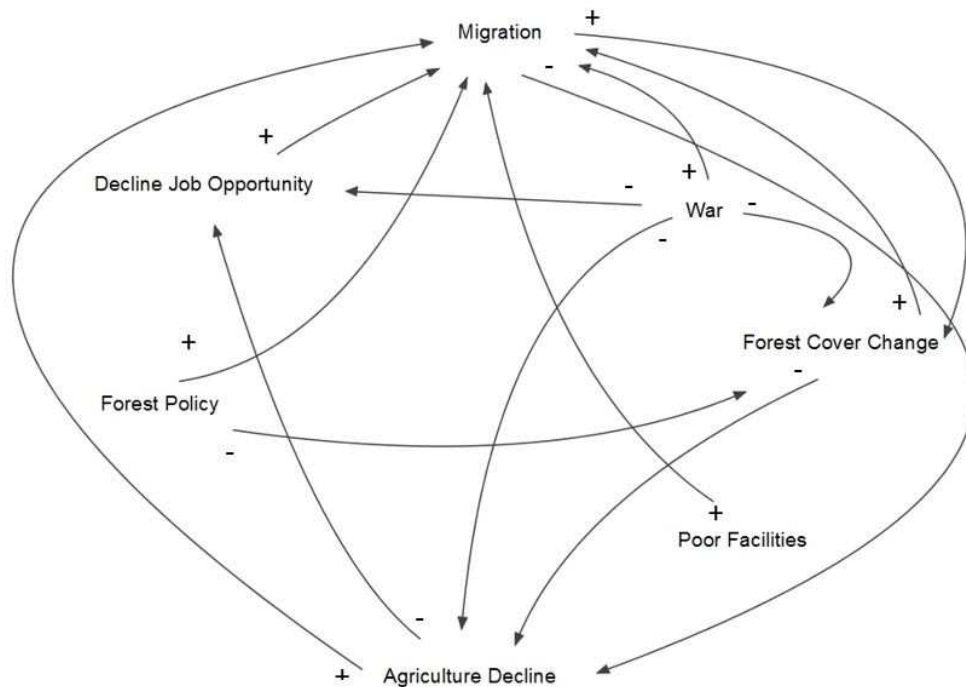 +
Migration
-
+
Decline Job Opportunity
-
+
War
-
-
+
Forest Cover Change
+
-
Forest Policy
-
+
Poor Facilities
-
+
Agriculture Decline